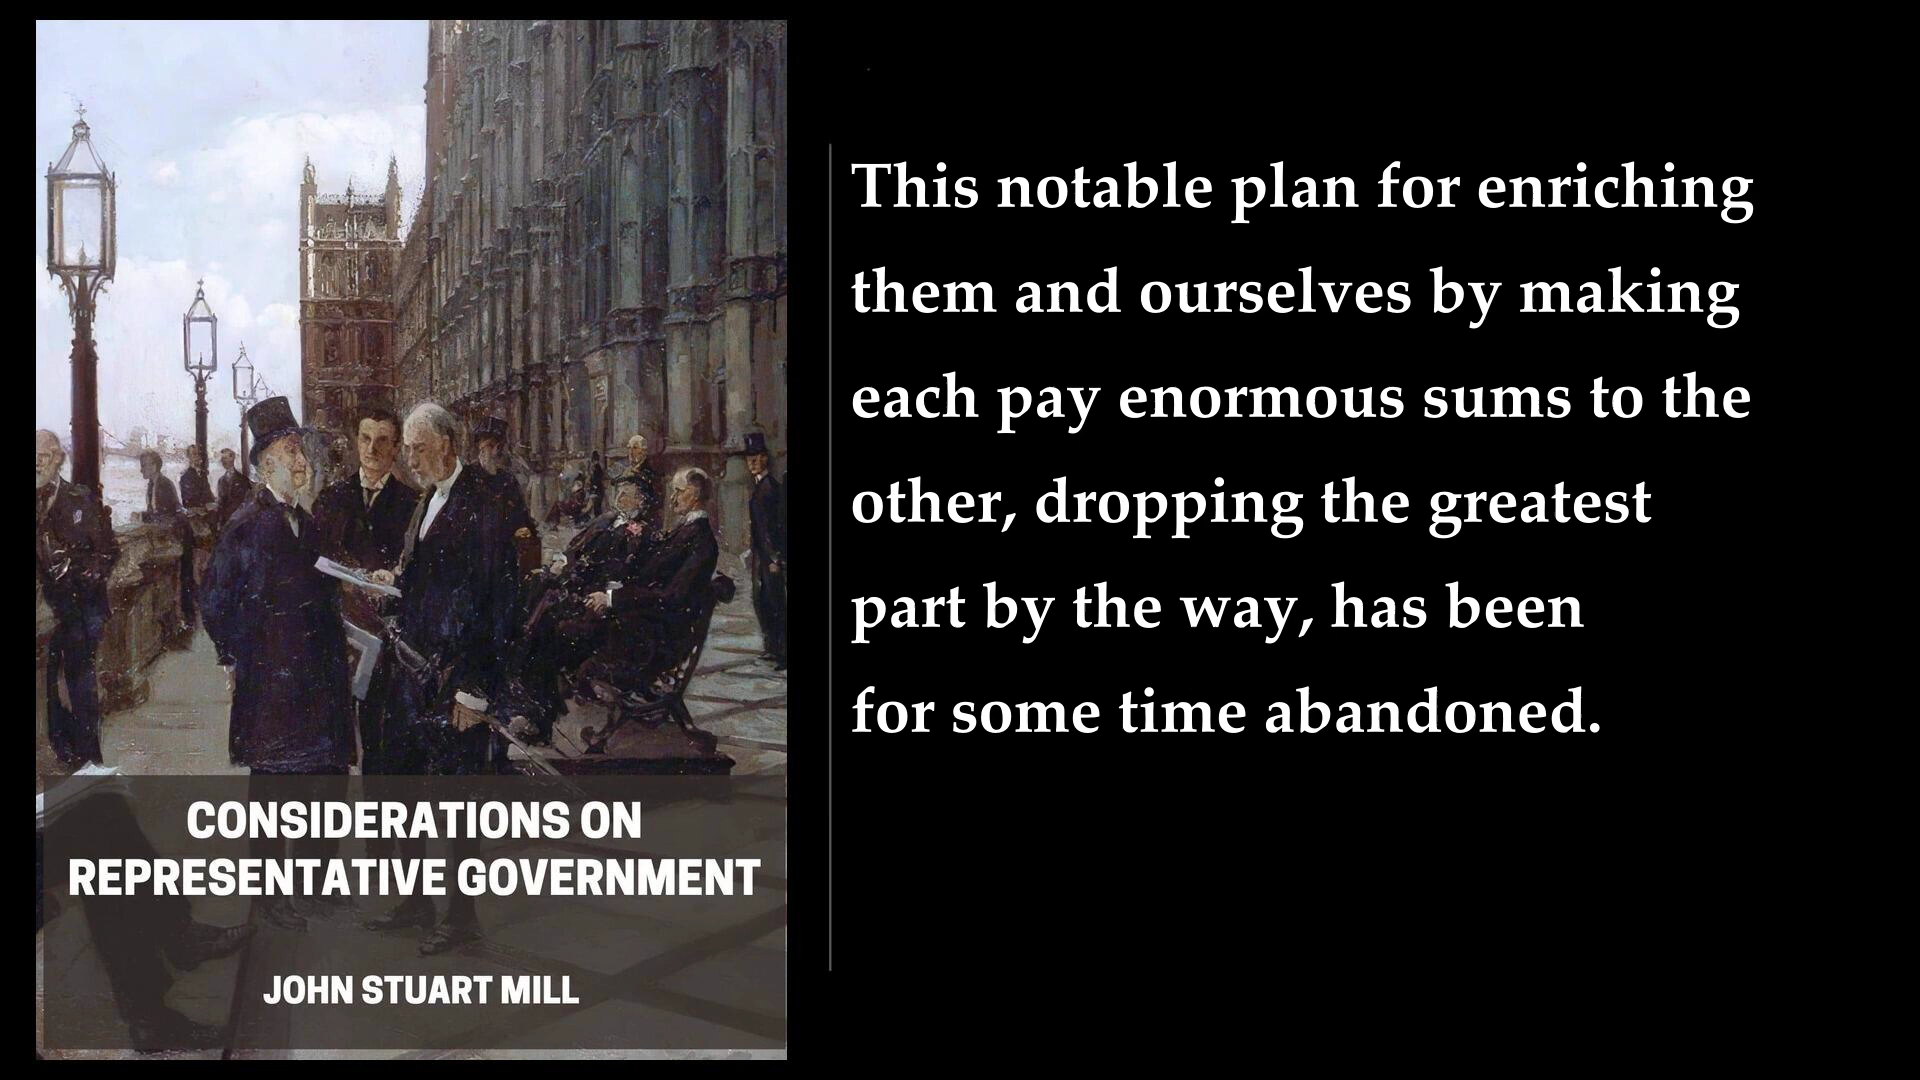 CONSIDERATIONS ON
REPRESENTATIVE GOVERNMENT
JOHN STUART MILL
This notable plan for enriching
them and ourselves by making
each pay enormous sums to the
other, dropping the greatest
part by the way, has been
for some time abandoned.